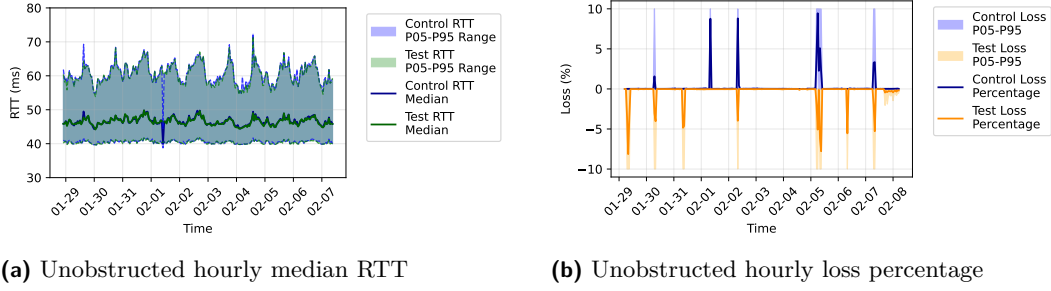 80
70
60
50
40
30
RTT (ms)
01-29
01-30
01-31
02-01
02-02
02-03
02-04
02-05
02-06
02-07
Time
Control RTT
P05-P95 Range
Test RTT
P05-P95 Range
Control RTT
Median
Test RTT
Median
(a) Unobstructed hourly median RTT
10
5
0
−5
−10
Loss (%)
01-29
01-30
01-31
02-01
02-02
02-03
02-04
02-05
02-06
02-07
02-08
Time
Control Loss
P05-P95
Test Loss
P05-P95
Control Loss
Percentage
Test Loss
Percentage
(b) Unobstructed hourly loss percentage